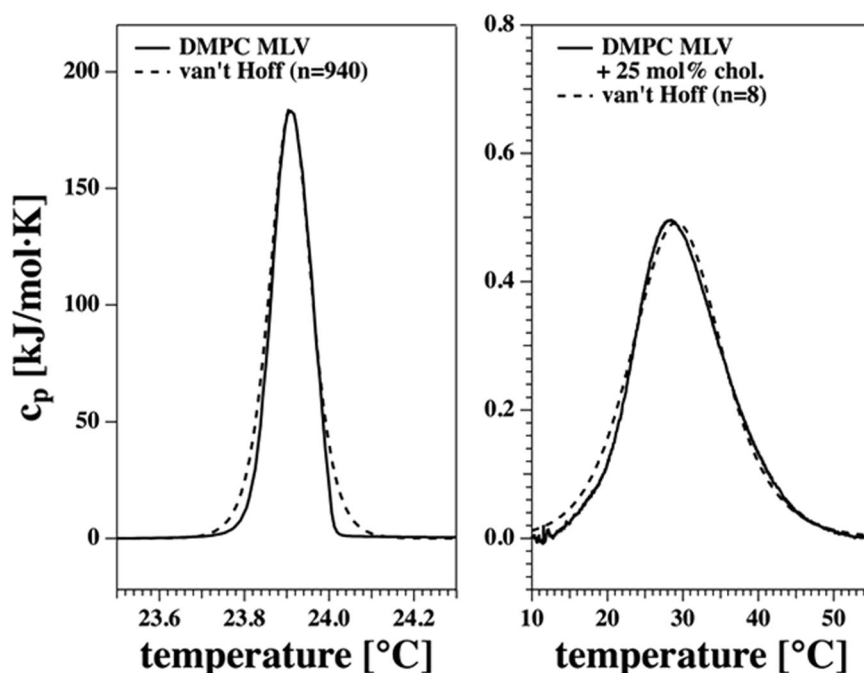 DMPC MLV
van't Hoff (n=940)
200
150
100
50
0
c_p [kJ/mol·K]
23.6 23.8 24.0 24.2
temperature [°C]
0.8
DMPC MLV
+ 25 mol% chol.
van't Hoff (n=8)
0.6
0.4
0.2
0.0
10 20 30 40 50
temperature [°C]